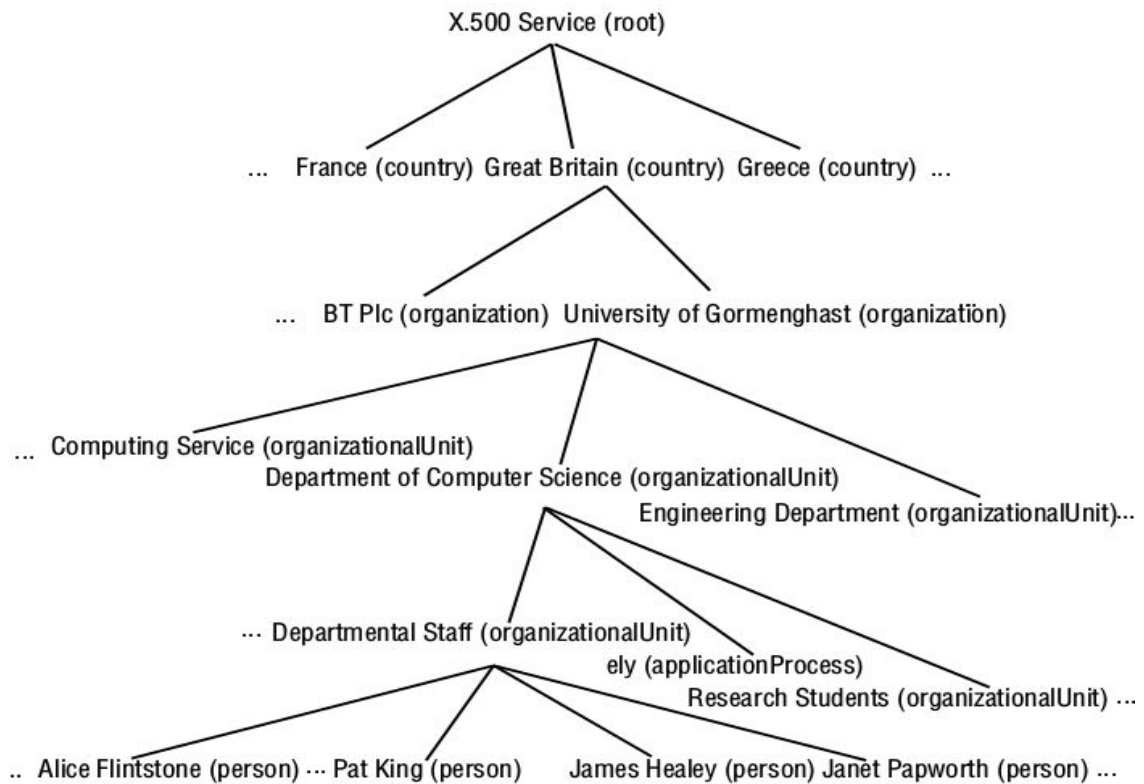 X.500 Service (root)
... France (country) Great Britain (country) Greece (country) ...
... BT Plc (organization) University of Gormenghast (organization) ...
... Computing Service (organizationalUnit)
Department of Computer Science (organizationalUnit)
Engineering Department (organizationalUnit) ...
... Departmental Staff (organizationalUnit)
ely (applicationProcess)
Research Students (organizationalUnit) ...
.. Alice Flintstone (person) ... Pat King (person) James Healey (person) Janet Papworth (person) ...